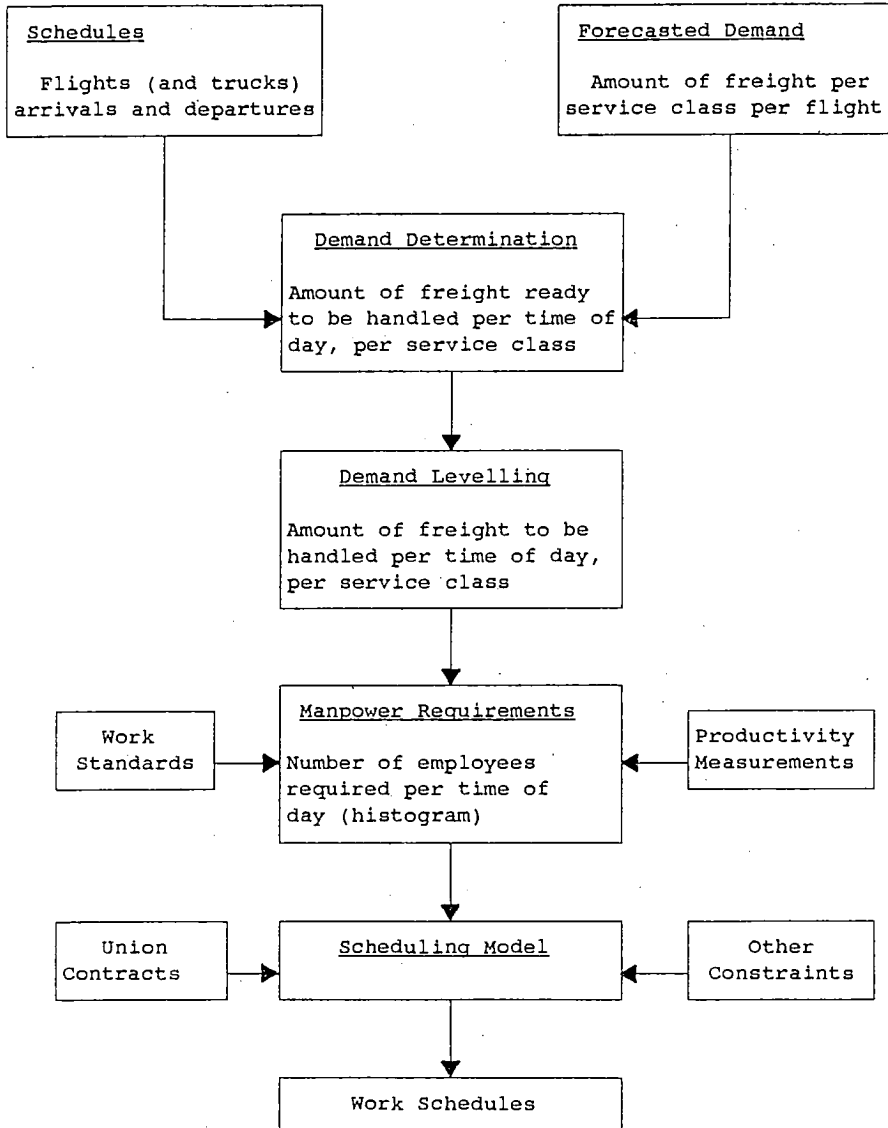 Schedules
Flights (and trucks)
arrivals and departures
Forecasted Demand
Amount of freight per
service class per flight
Demand Determination
Amount of freight ready
to be handled per time of
day, per service class
Demand Levelling
Amount of freight to be
handled per time of day,
per service class
Work
Standards
Manpower Requirements
Number of employees
required per time of
day (histogram)
Productivity
Measurements
Union
Contracts
Scheduling Model
Other
Constraints
Work Schedules